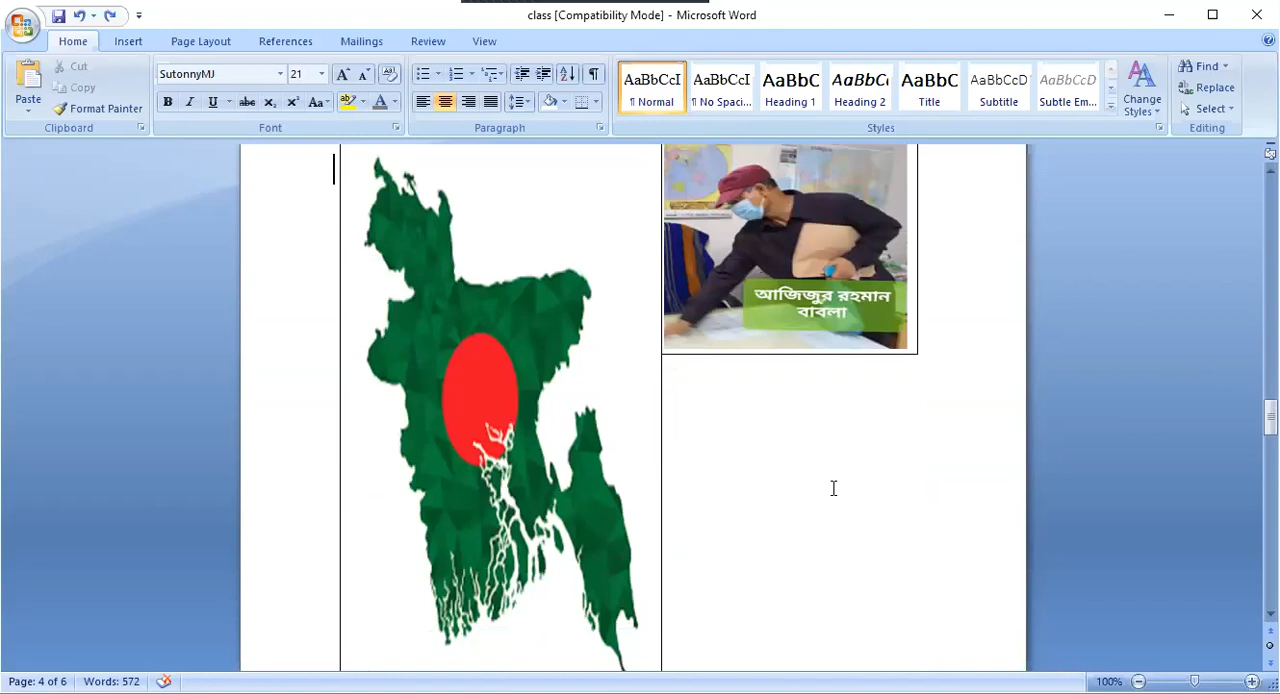 class [Compatibility Mode] - Microsoft Word
Home Insert Page Layout References Mailings Review View
Paste
Cut
Copy
Format Painter
Clipboard
SutonnyMJ 21
Font
Paragraph
AaBbCcI AaBbCcI AaBbC AaBbC AaBbC AaBbCcD AaBbCcD
¶ Normal ¶ No Spaci... Heading 1 Heading 2 Title Subtitle Subtle Em...
Change Styles
Styles
Find
Replace
Select
Editing
আজিজুর রহমান
বাবলা
Page: 4 of 6 Words: 572 100%